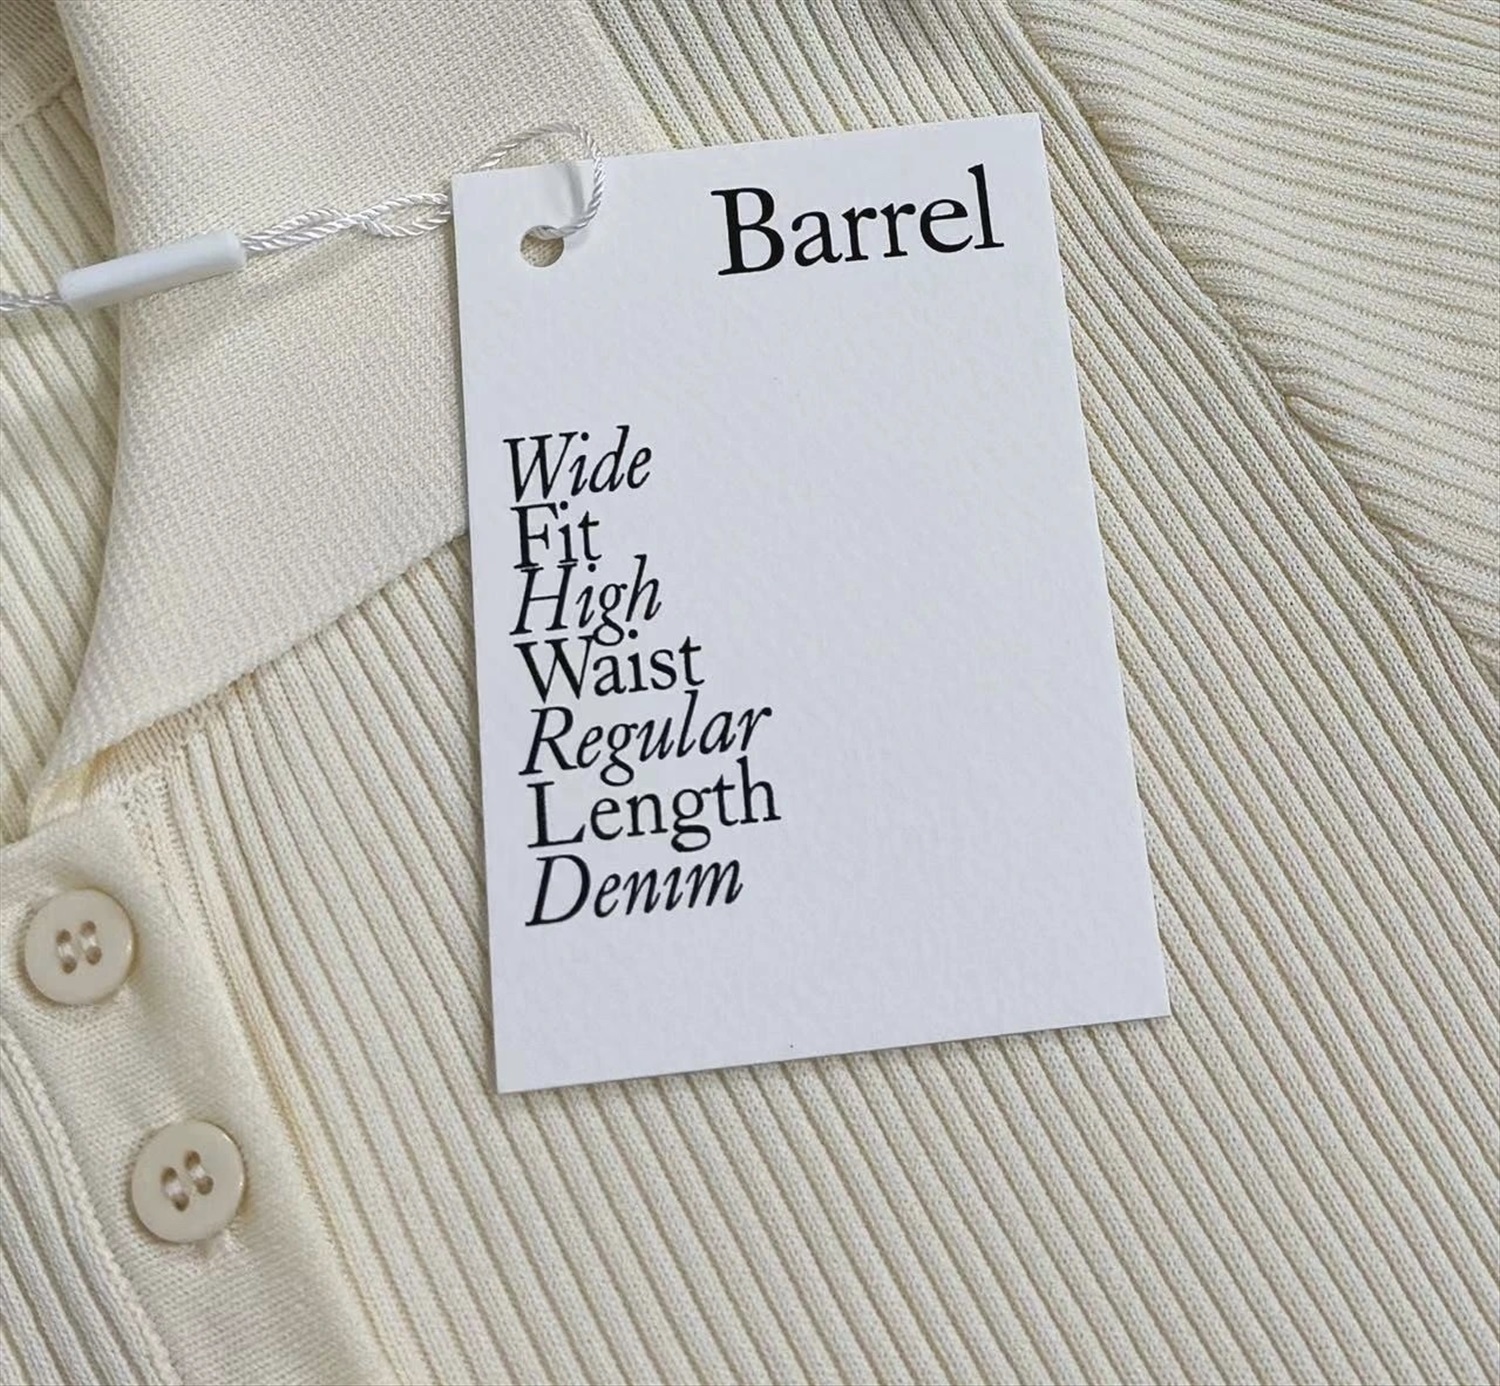 Barrel
Wide
Fit
High
Waist
Regular
Length
Denim